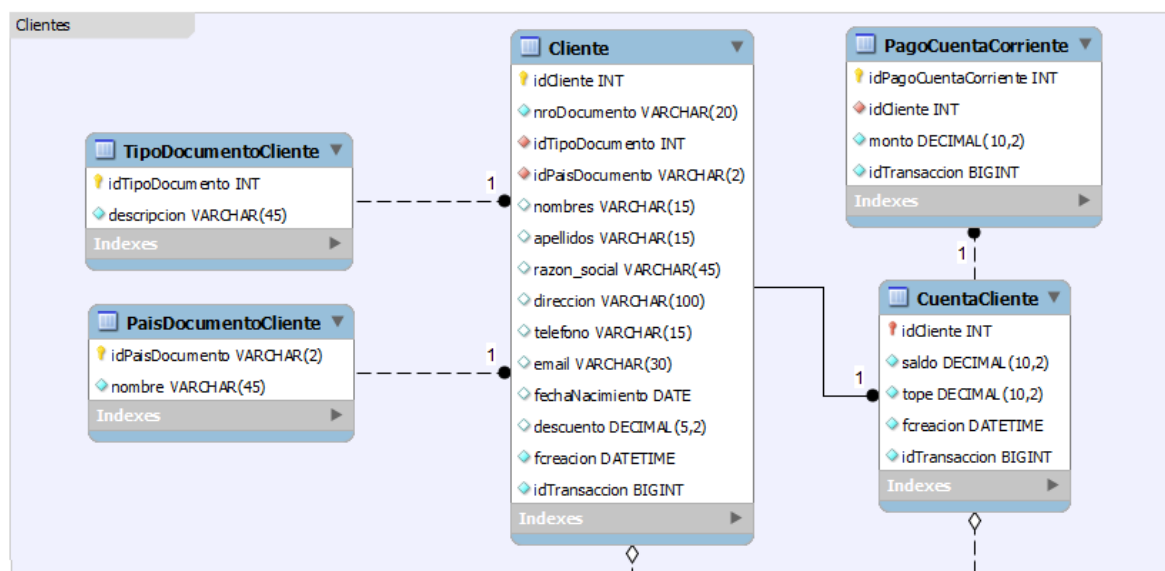 Clientes
Cliente
idCliente INT
nroDocumento VARCHAR(20)
idTipoDocumento INT
idPaisDocumento VARCHAR(2)
nombres VARCHAR(15)
apellidos VARCHAR(15)
razon_social VARCHAR(45)
direccion VARCHAR(100)
telefono VARCHAR(15)
email VARCHAR(30)
fechaNacimiento DATE
descuento DECIMAL(5,2)
fcreacion DATETIME
idTransaccion BIGINT
Indexes
PagoCuentaCorriente
idPagoCuentaCorriente INT
idCliente INT
monto DECIMAL(10,2)
idTransaccion BIGINT
Indexes
TipoDocumentoCliente
idTipoDocumento INT
descripcion VARCHAR(45)
Indexes
1
PaisDocumentoCliente
idPaisDocumento VARCHAR(2)
nombre VARCHAR(45)
Indexes
1
1
CuentaCliente
idCliente INT
saldo DECIMAL(10,2)
tope DECIMAL(10,2)
fcreacion DATETIME
idTransaccion BIGINT
Indexes
1